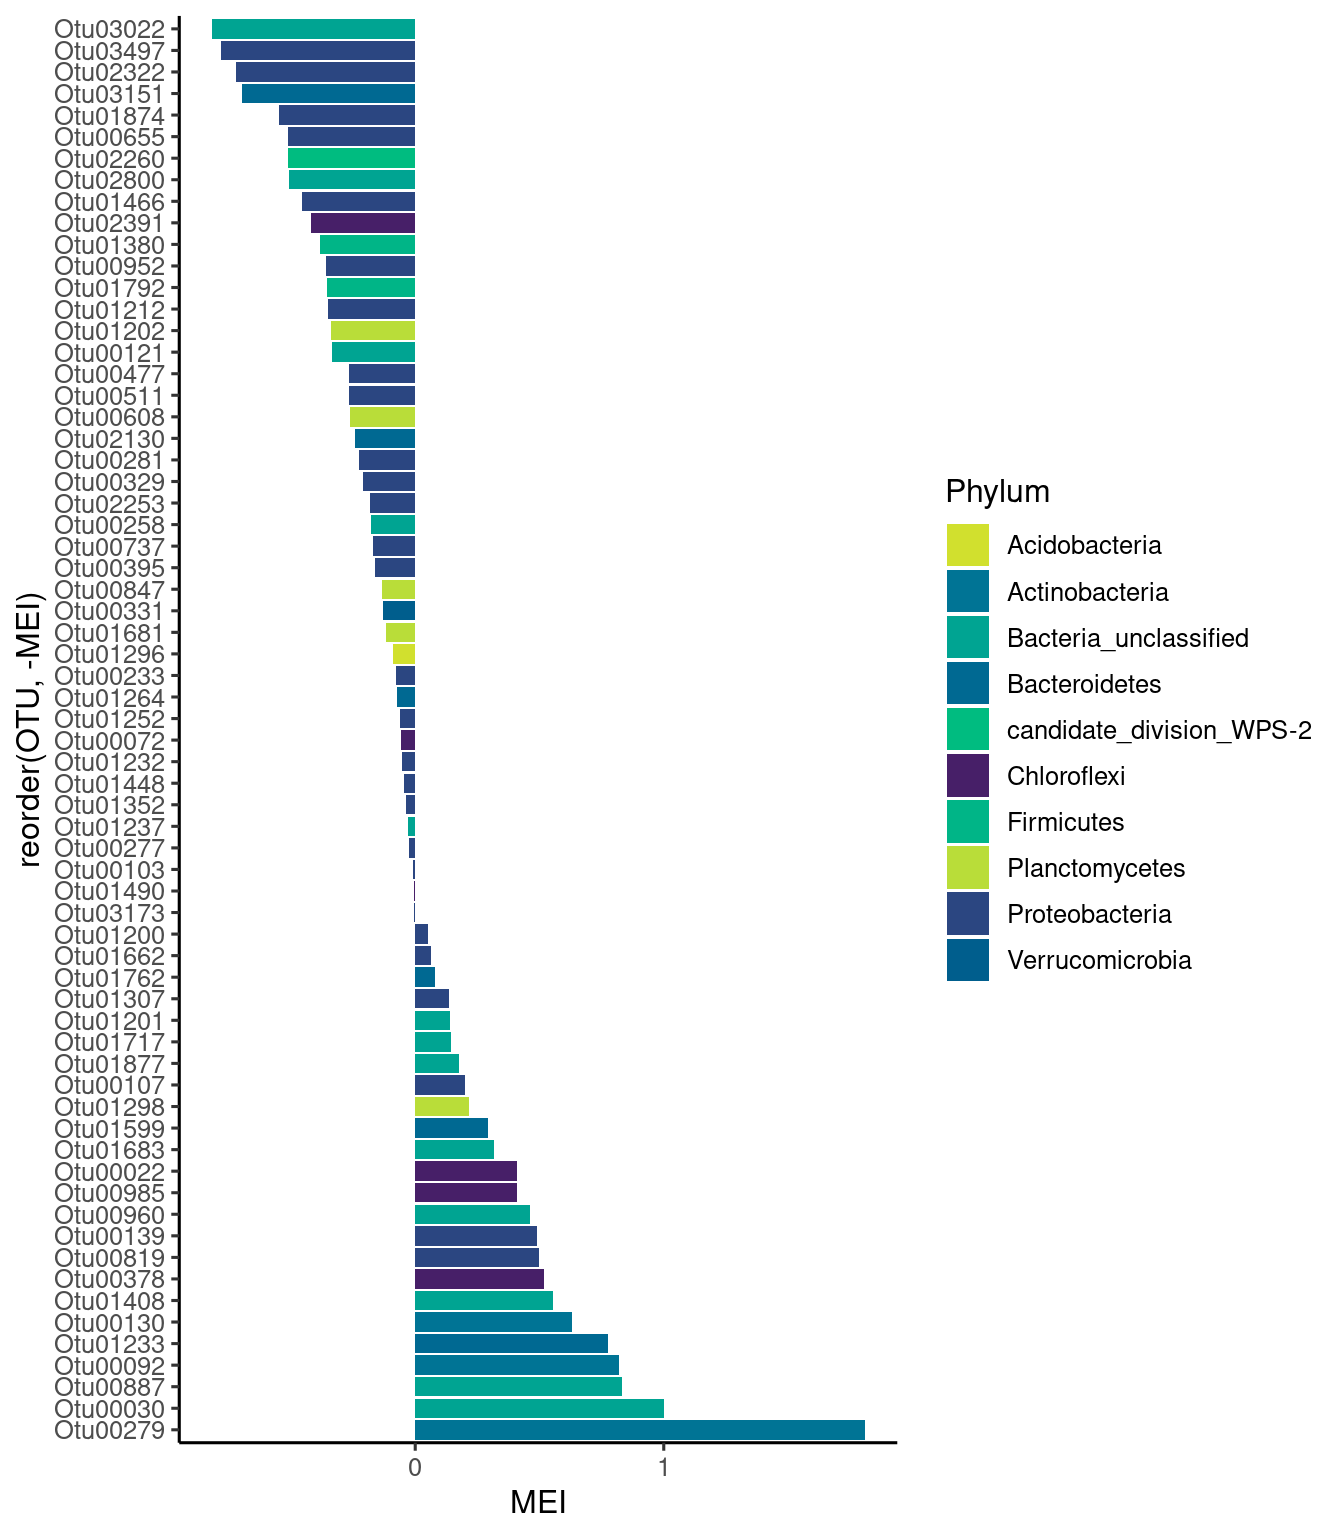 Otu03022
Otu03497
Otu02322
Otu03151
Otu01874
Otu00655
Otu02260
Otu02800
Otu01466
Otu02391
Otu01380
Otu00952
Otu01792
Otu01212
Otu01202
Otu00121
Otu00477
Otu00511
Otu00608
Otu02130
Otu00281
Otu00329
Otu02253
Otu00258
Otu00737
Otu00395
Otu00847
Otu00331
Otu01681
Otu01296
Otu00233
Otu01264
Otu01252
Otu00072
Otu01232
Otu01448
Otu01352
Otu01237
Otu00277
Otu00103
Otu01490
Otu03173
Otu01200
Otu01662
Otu01762
Otu01307
Otu01201
Otu01717
Otu01877
Otu00107
Otu01298
Otu01599
Otu01683
Otu00022
Otu00985
Otu00960
Otu00139
Otu00819
Otu00378
Otu01408
Otu00130
Otu01233
Otu00092
Otu00887
Otu00030
Otu00279
reorder(OTU, -MEI)
0 1
MEI
Phylum
Acidobacteria
Actinobacteria
Bacteria_unclassified
Bacteroidetes
candidate_division_WPS-2
Chloroflexi
Firmicutes
Planctomycetes
Proteobacteria
Verrucomicrobia